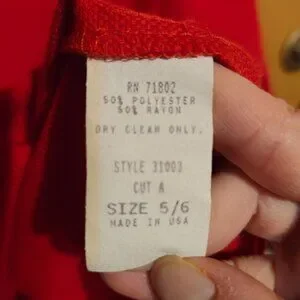 RN 71802
50% POLYESTER
50% RAYON
DRY CLEAN ONLY.
STYLE 31003
CUT A
SIZE 5/6
MADE IN USA